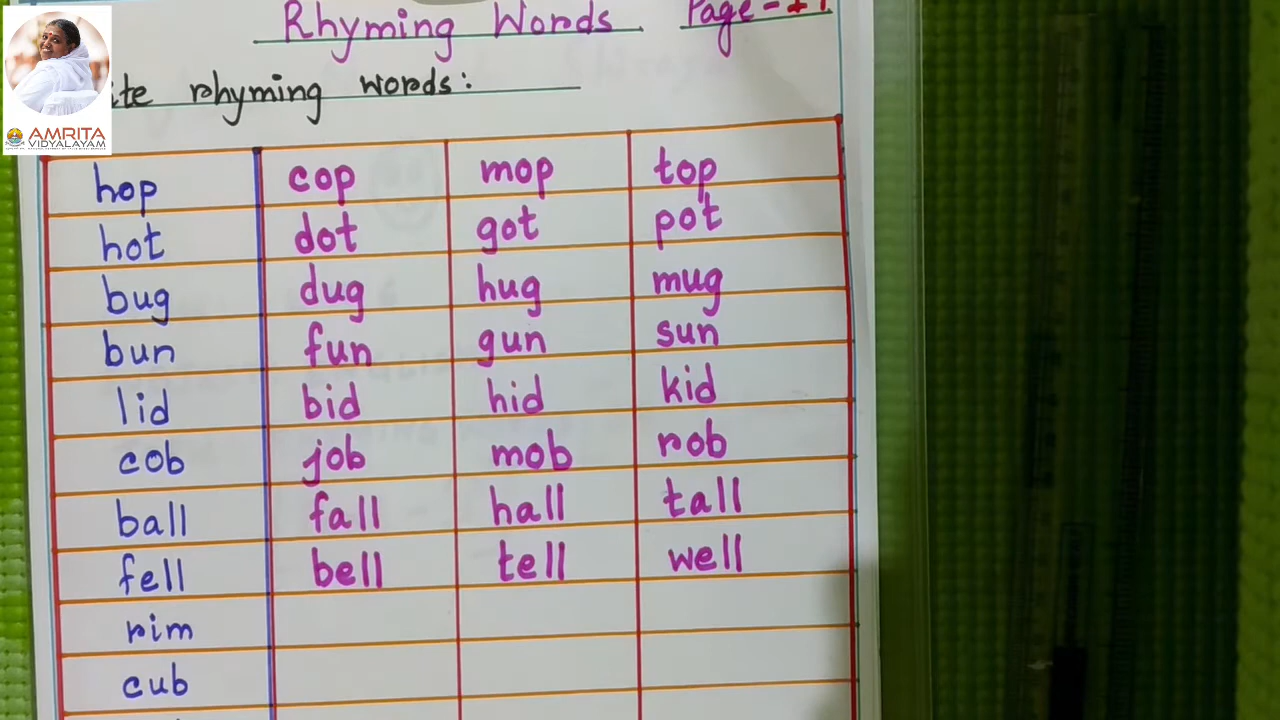 Rhyming Words Page -
ite rhyming words:
AMRITA
VIDYALAYAM
hop cop mop top
hot dot got pot
bug dug hug mug
bun fun gun sun
lid bid hid kid
cob job mob rob
ball fall hall tall
fell bell tell well
rim
cub